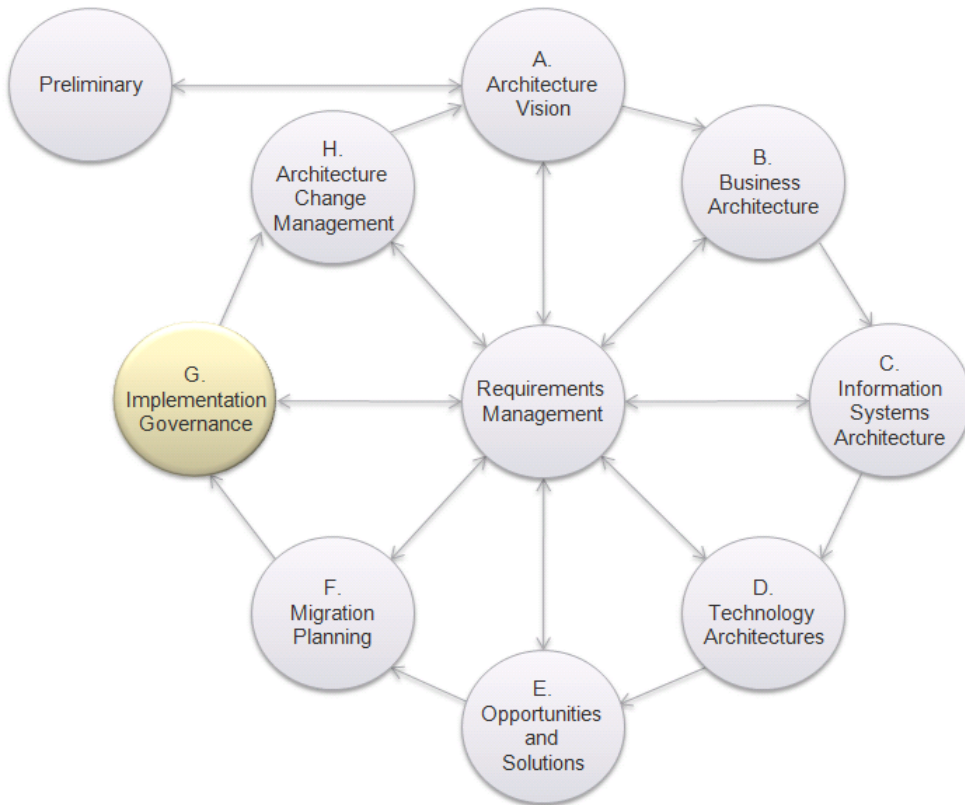 Preliminary
A.
Architecture
Vision
B.
Business
Architecture
C.
Information
Systems
Architecture
D.
Technology
Architectures
E.
Opportunities
and
Solutions
F.
Migration
Planning
G.
Implementation
Governance
H.
Architecture
Change
Management
Requirements
Management